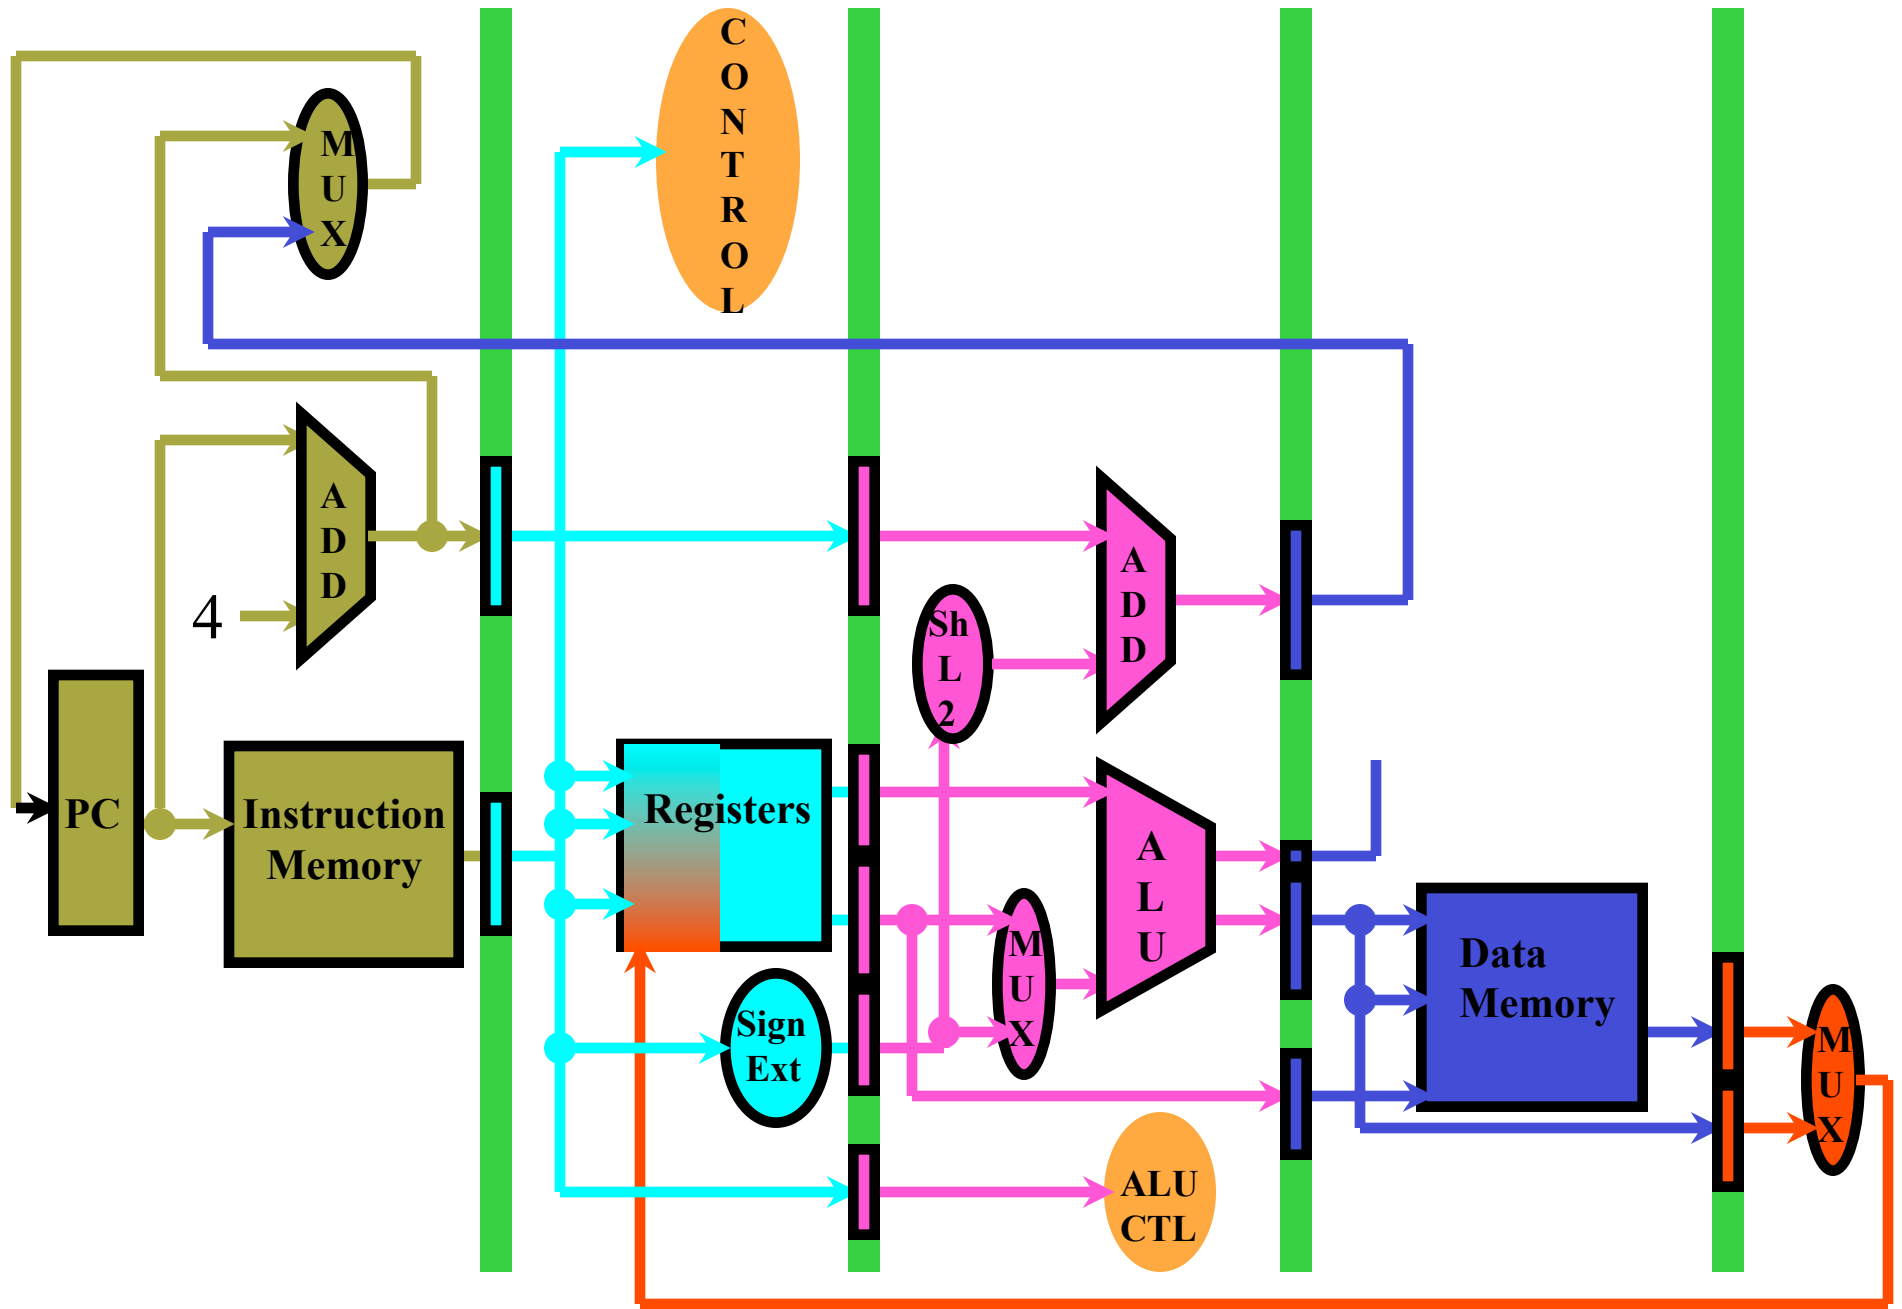 C
O
N
T
R
O
L
M
U
X
A
D
D
4
A
D
D
Sh
L
2
PC
Instruction
Memory
Registers
A
L
U
M
U
X
Data
Memory
Sign
Ext
M
U
X
ALU
CTL